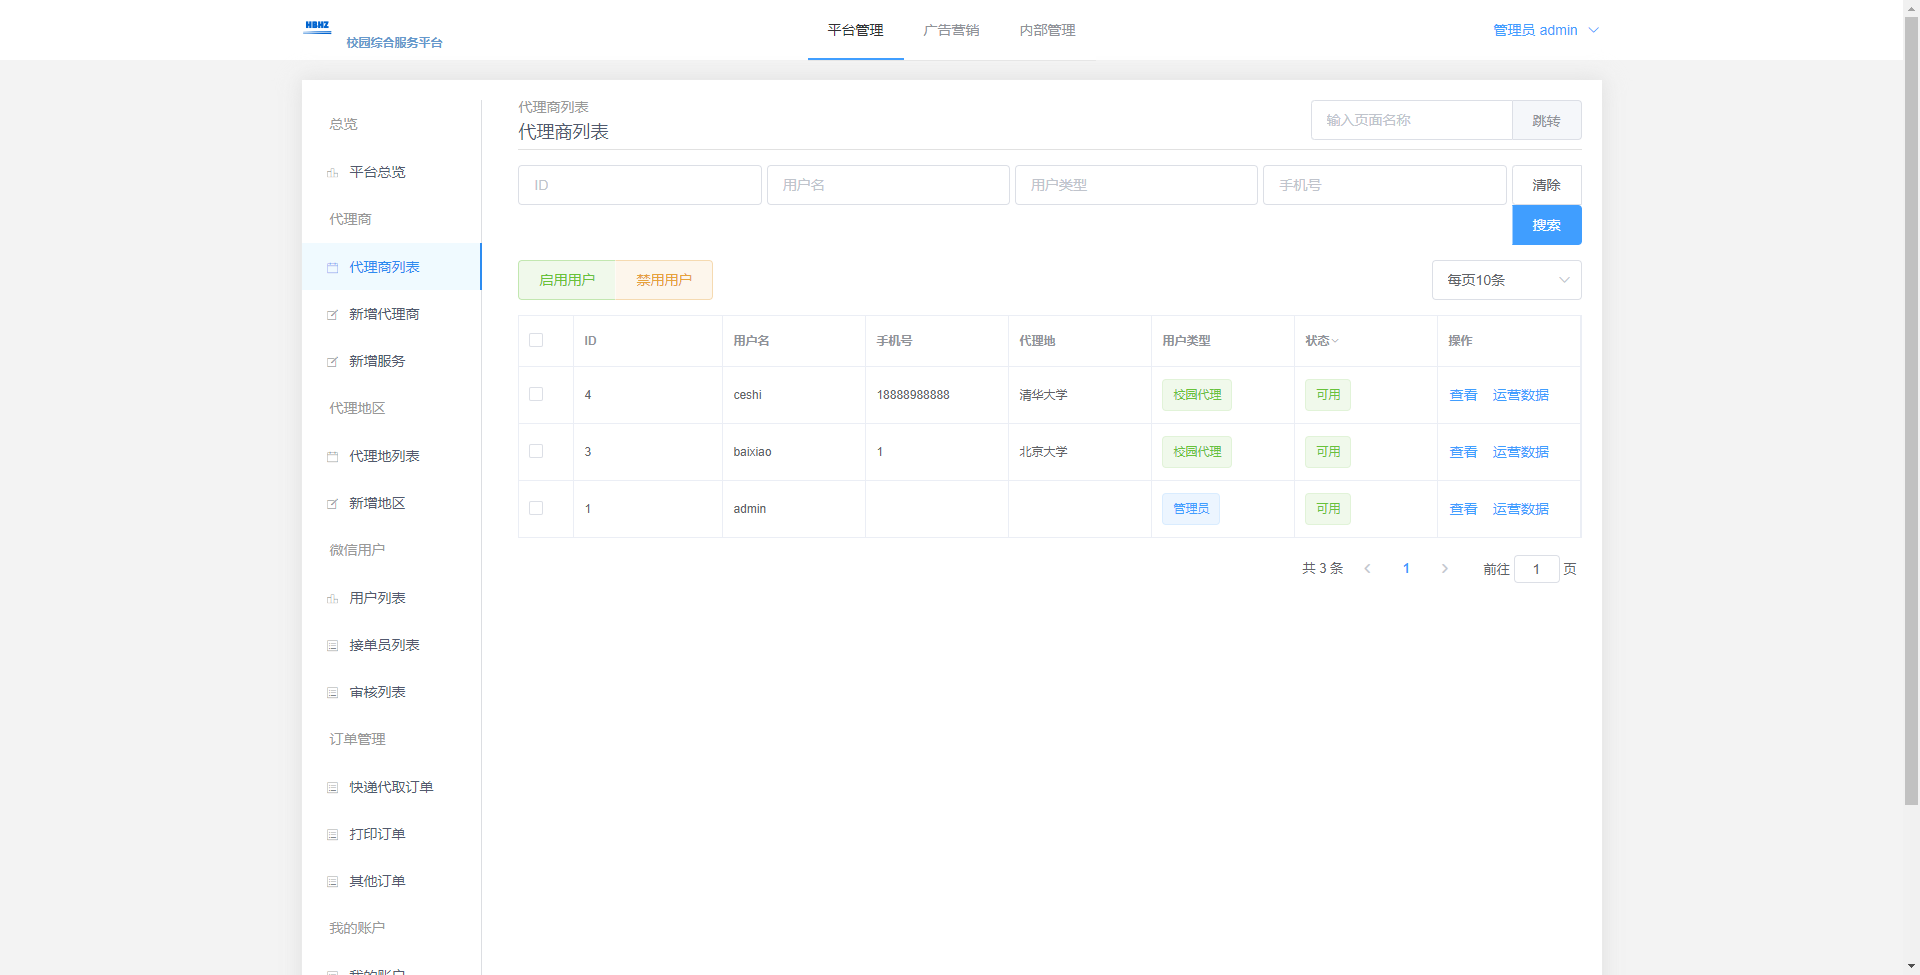 HBHZ
校园综合服务平台
平台管理 广告营销 内部管理
管理员 admin
总览
平台总览
代理商
代理商列表
新增代理商
新增服务
代理地区
代理地列表
新增地区
微信用户
用户列表
接单员列表
审核列表
订单管理
快递代取订单
打印订单
其他订单
我的账户
我的账户
代理商列表
代理商列表
输入页面名称 跳转
ID 用户名 用户类型 手机号 清除
搜索
启用用户 禁用用户 每页10条
ID 用户名 手机号 代理地 用户类型 状态 操作
4 ceshi 18888988888 清华大学 校园代理 可用 查看 运营数据
3 baixiao 1 北京大学 校园代理 可用 查看 运营数据
1 admin 管理员 可用 查看 运营数据
共 3 条 1 前往 1 页